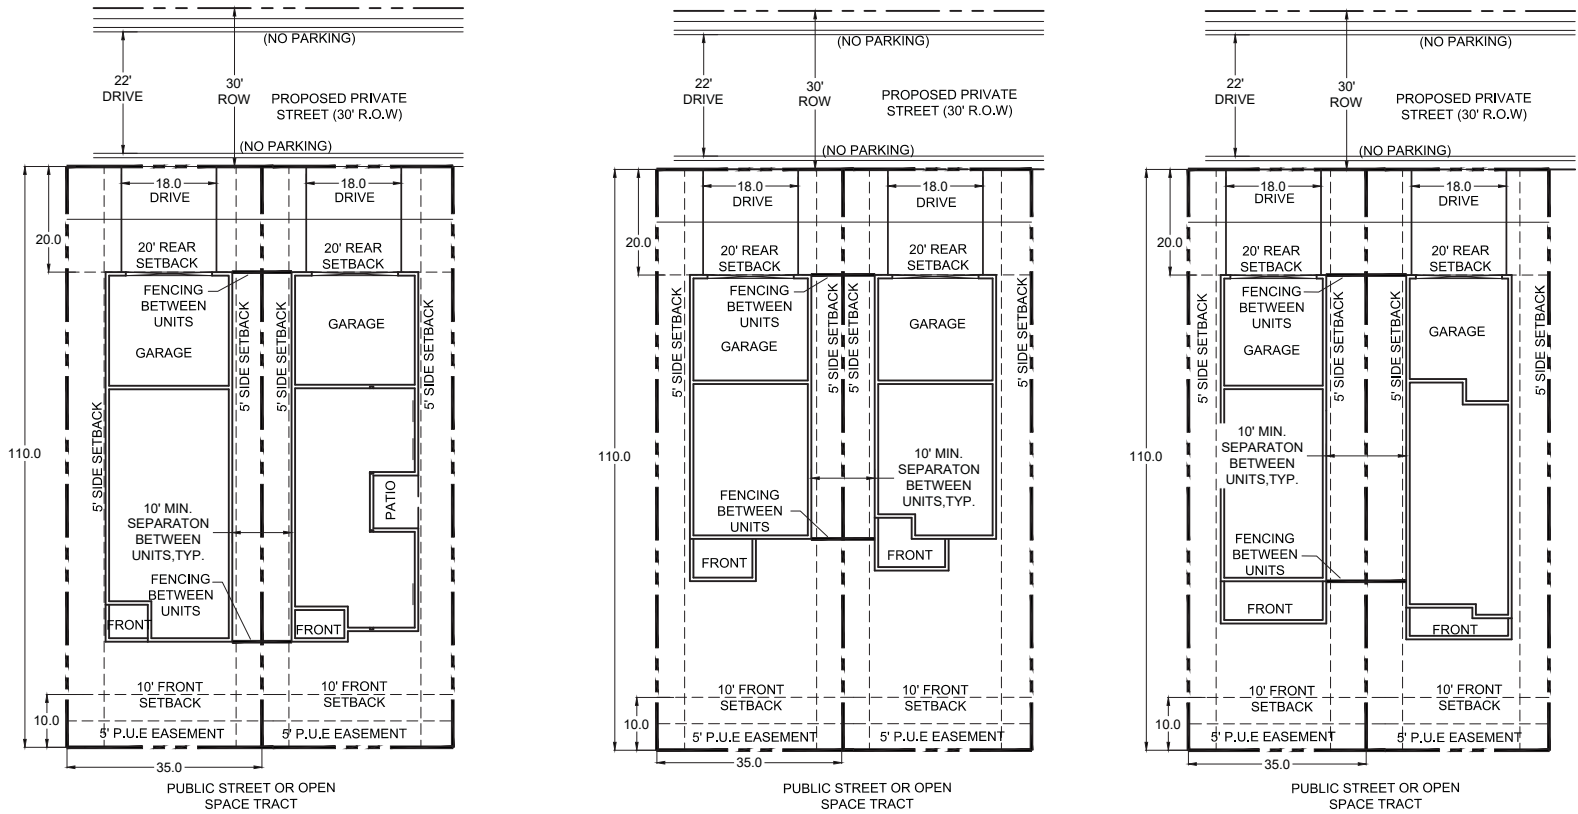 (NO PARKING)
22'
DRIVE
30'
ROW
PROPOSED PRIVATE
STREET (30' R.O.W)
(NO PARKING)
18.0
DRIVE
18.0
DRIVE
20.0
20' REAR
SETBACK
20' REAR
SETBACK
FENCING
BETWEEN
UNITS
GARAGE
GARAGE
5' SIDE SETBACK
5' SIDE SETBACK
5' SIDE SETBACK
5' SIDE SETBACK
110.0
PATIO
10' MIN.
SEPARATON
BETWEEN
UNITS,TYP.
FENCING
BETWEEN
UNITS
FRONT
FRONT
10' FRONT
SETBACK
10' FRONT
SETBACK
10.0
5' P.U.E EASEMENT
5' P.U.E EASEMENT
35.0
PUBLIC STREET OR OPEN
SPACE TRACT
(NO PARKING)
22'
DRIVE
30'
ROW
PROPOSED PRIVATE
STREET (30' R.O.W)
(NO PARKING)
18.0
DRIVE
18.0
DRIVE
20.0
20' REAR
SETBACK
20' REAR
SETBACK
FENCING
BETWEEN
UNITS
GARAGE
GARAGE
5' SIDE SETBACK
5' SIDE SETBACK
5' SIDE SETBACK
5' SIDE SETBACK
110.0
10' MIN.
SEPARATON
BETWEEN
UNITS,TYP.
FENCING
BETWEEN
UNITS
FRONT
FRONT
10' FRONT
SETBACK
10' FRONT
SETBACK
10.0
5' P.U.E EASEMENT
5' P.U.E EASEMENT
35.0
PUBLIC STREET OR OPEN
SPACE TRACT
(NO PARKING)
22'
DRIVE
30'
ROW
PROPOSED PRIVATE
STREET (30' R.O.W)
(NO PARKING)
18.0
DRIVE
18.0
DRIVE
20.0
20' REAR
SETBACK
20' REAR
SETBACK
FENCING
BETWEEN
UNITS
GARAGE
GARAGE
5' SIDE SETBACK
5' SIDE SETBACK
5' SIDE SETBACK
5' SIDE SETBACK
110.0
10' MIN.
SEPARATON
BETWEEN
UNITS,TYP.
FENCING
BETWEEN
UNITS
FRONT
FRONT
10' FRONT
SETBACK
10' FRONT
SETBACK
10.0
5' P.U.E EASEMENT
5' P.U.E EASEMENT
35.0
PUBLIC STREET OR OPEN
SPACE TRACT